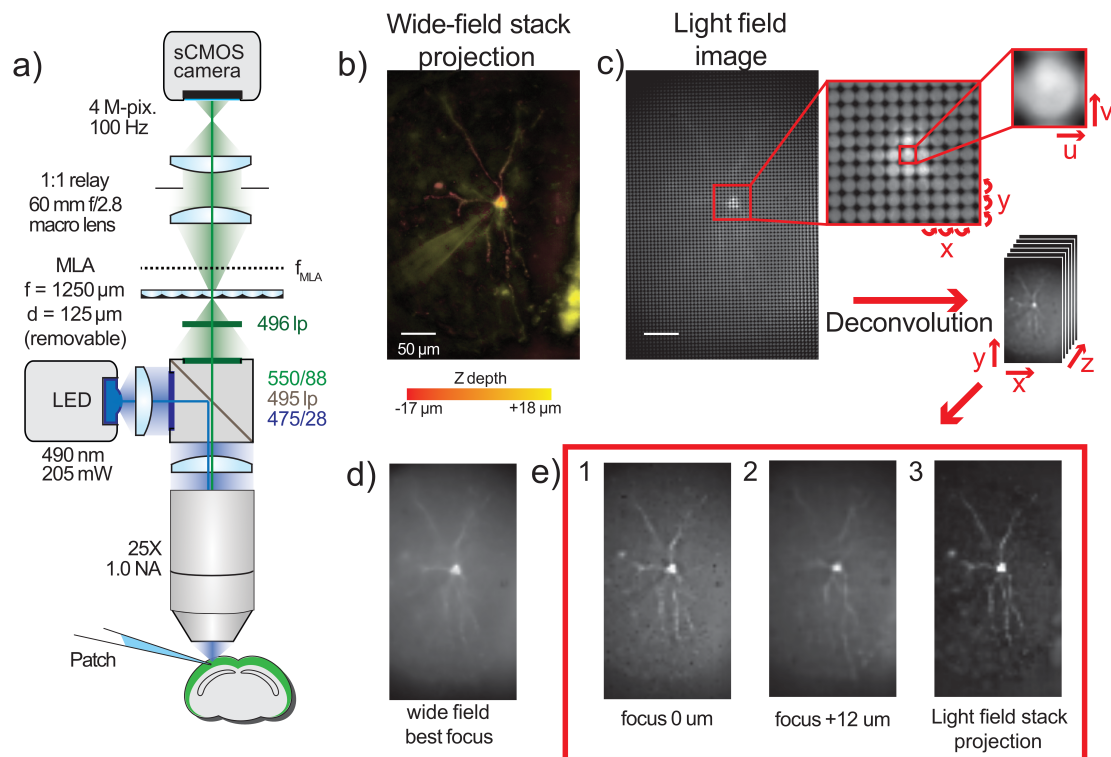 a)
sCMOS
camera
4 M-pix.
100 Hz
1:1 relay
60 mm f/2.8
macro lens
MLA
f = 1250 µm
d = 125 µm
(removable)
fMLA
496 lp
550/88
495 lp
475/28
LED
490 nm
205 mW
25X
1.0 NA
Patch
Wide-field stack
projection
b)
50 µm
Z depth
-17 µm
+18 µm
Light field
image
c)
v
u
y
x
Deconvolution
y
x
z
d)
wide field
best focus
e)
1
focus 0 um
2
focus +12 um
3
Light field stack
projection